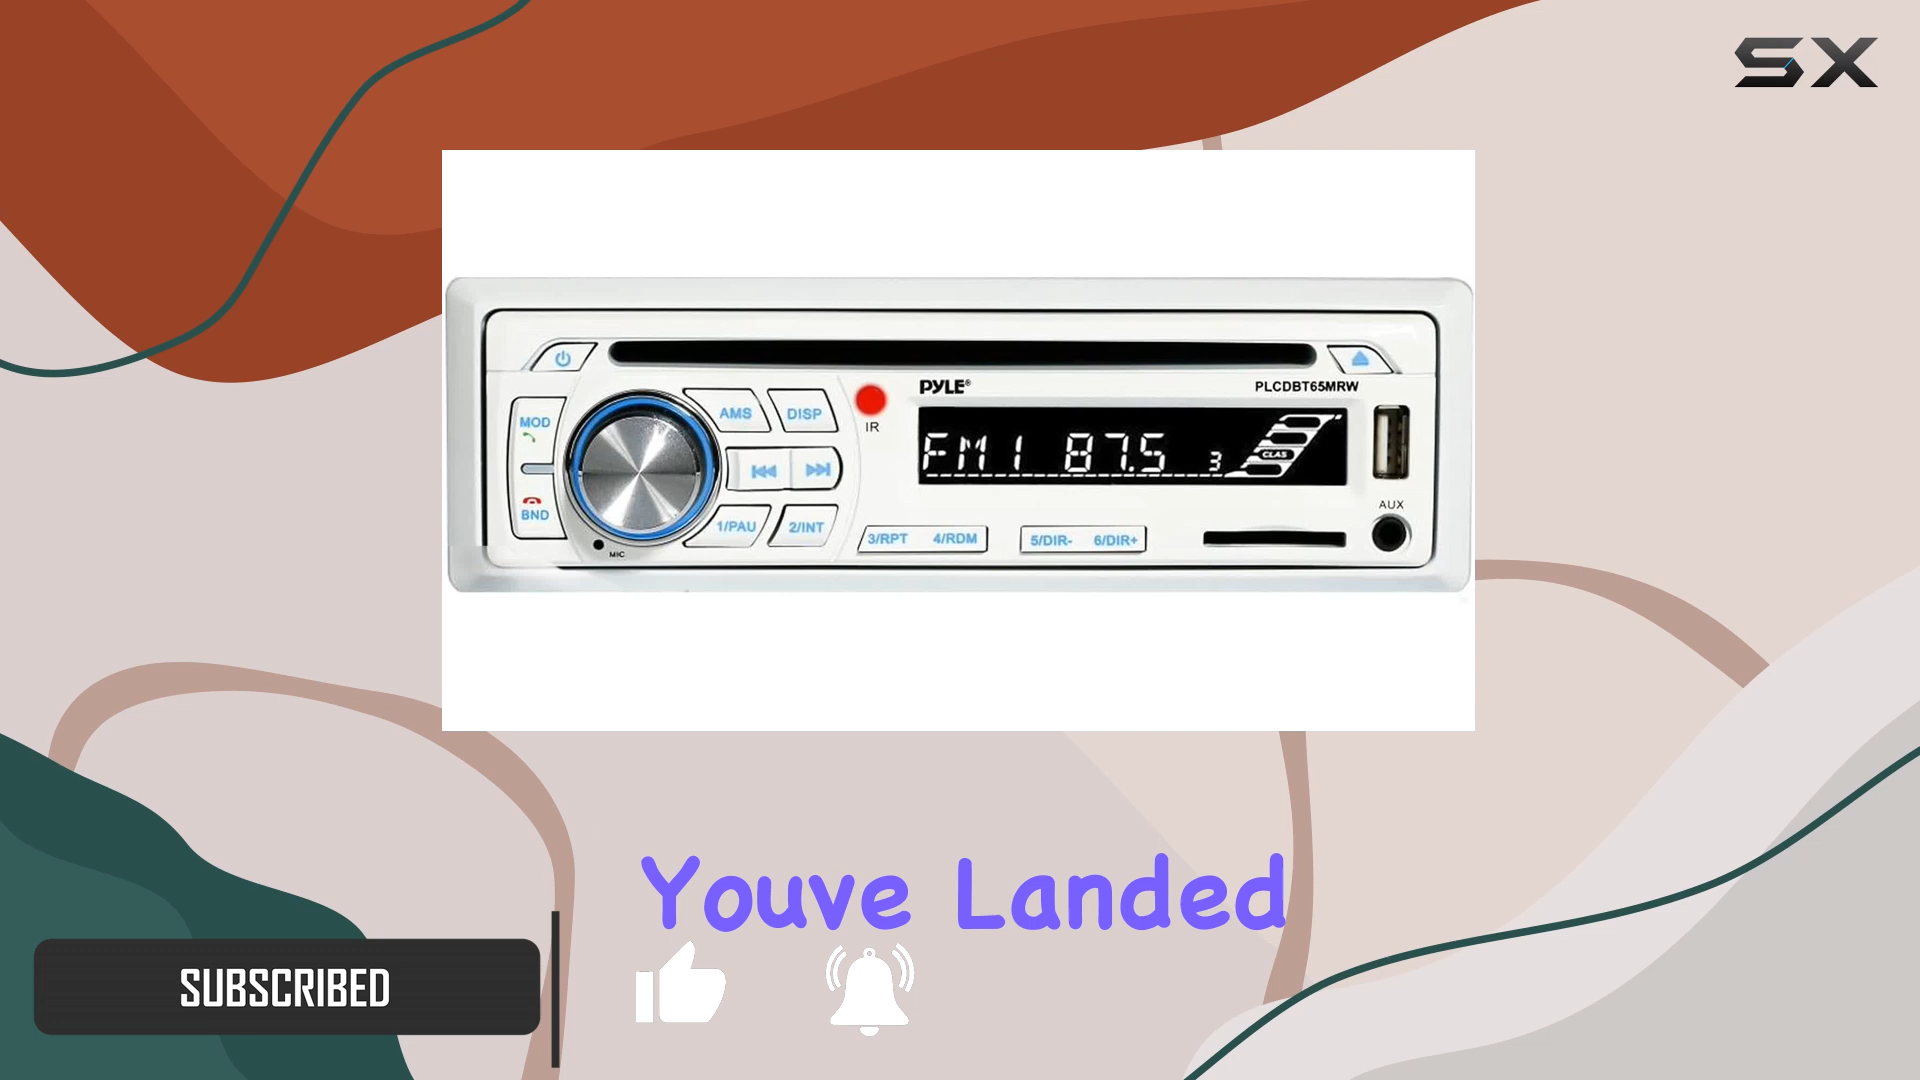 SX
PYLE®
PLCDBT65MRW
MOD
AMS
DISP
IR
FM1 87.5 3
CLAS
AUX
BND
1/PAU
2/INT
3/RPT
4/RDM
5/DIR-
6/DIR+
MIC
Youve Landed
SUBSCRIBED